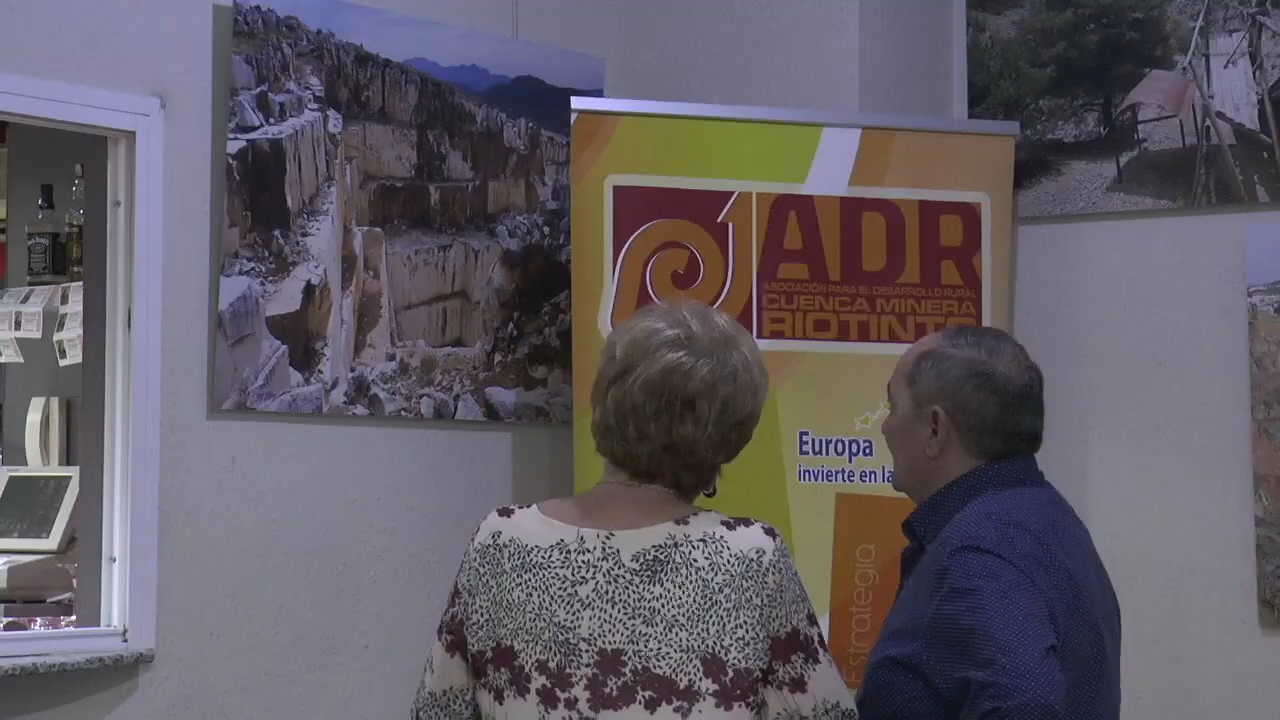 ADR
ASOCIACIÓN PARA EL DESARROLLO RURAL
CUENCA MINERA
RIOTINTO
Europa
invierte en la
Estrategia